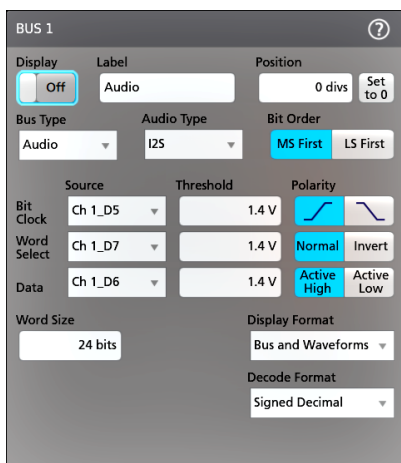 BUS 1 ?
Display Label Position
Off Audio 0 divs Set to 0
Bus Type Audio Type Bit Order
Audio I2S MS First LS First
Source Threshold Polarity
Bit Clock Ch 1_D5 1.4 V
Word Select Ch 1_D7 1.4 V Normal Invert
Data Ch 1_D6 1.4 V Active High Active Low
Word Size Display Format
24 bits Bus and Waveforms
Decode Format
Signed Decimal